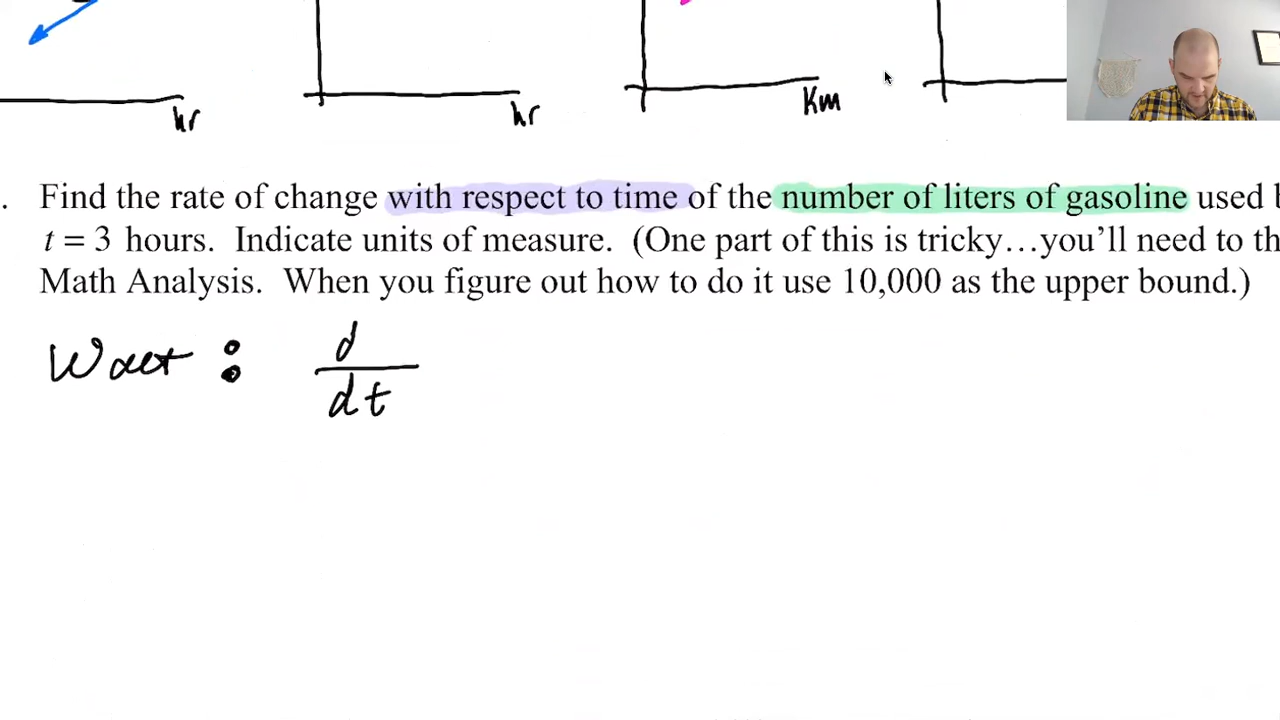 hr
hr
Km
. Find the rate of change with respect to time of the number of liters of gasoline used
t = 3 hours. Indicate units of measure. (One part of this is tricky…you'll need to
Math Analysis. When you figure out how to do it use 10,000 as the upper bound.)
Want :
d
dt